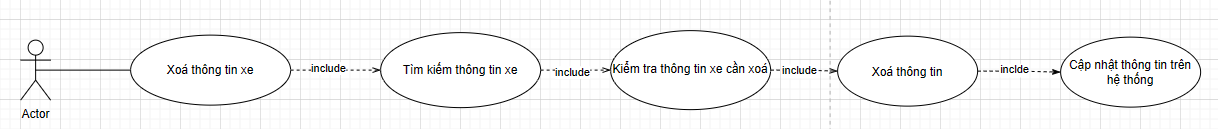 Xoá thông tin xe
include
Tìm kiếm thông tin xe
include
Kiểm tra thông tin xe cần xoá
include
Xoá thông tin
inclde
Cập nhật thông tin trên
hệ thống
Actor